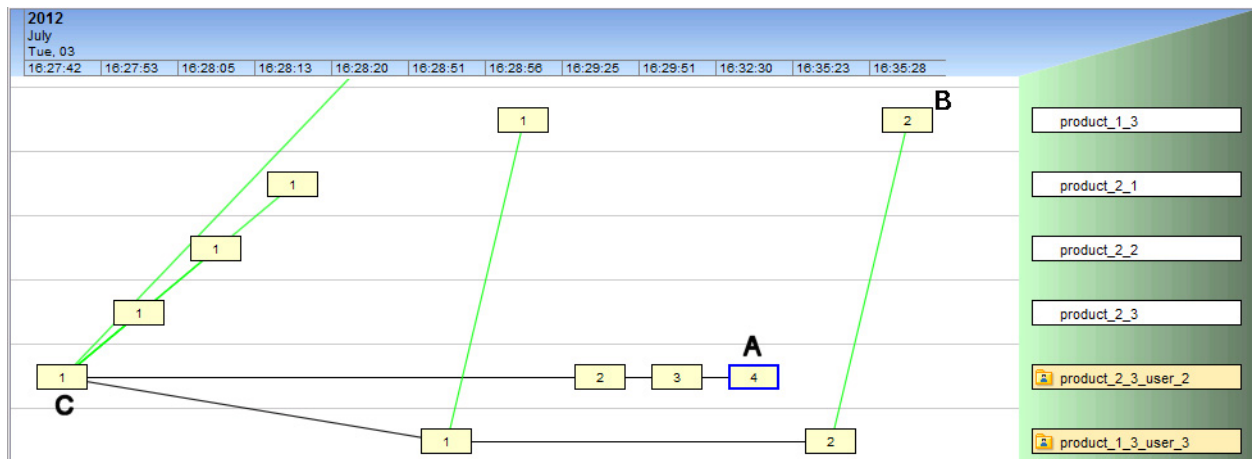 2012
July
Tue, 03
16:27:42 16:27:53 16:28:05 16:28:13 16:28:20 16:28:51 16:28:56 16:29:25 16:29:51 16:32:30 16:35:23 16:35:28
B
1 2 product_1_3
1 product_2_1
1 product_2_2
1 product_2_3
A
1 2 3 4 product_2_3_user_2
C
1 2 product_1_3_user_3